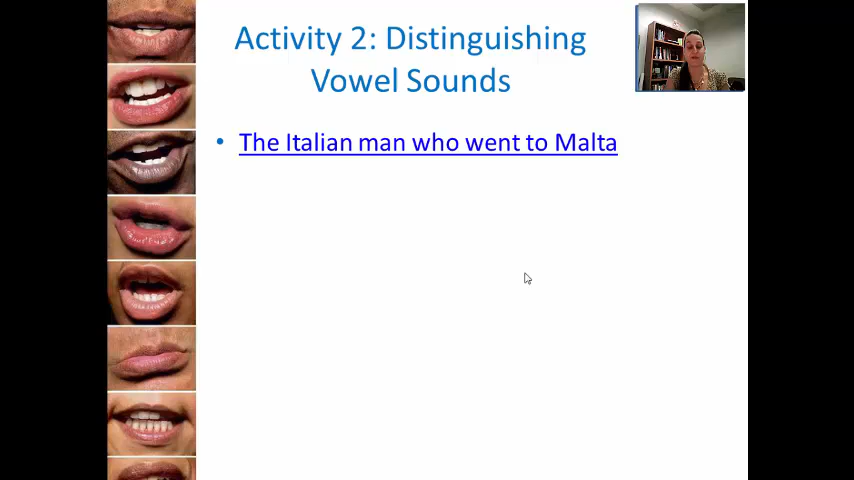 Activity 2: Distinguishing
Vowel Sounds
• The Italian man who went to Malta